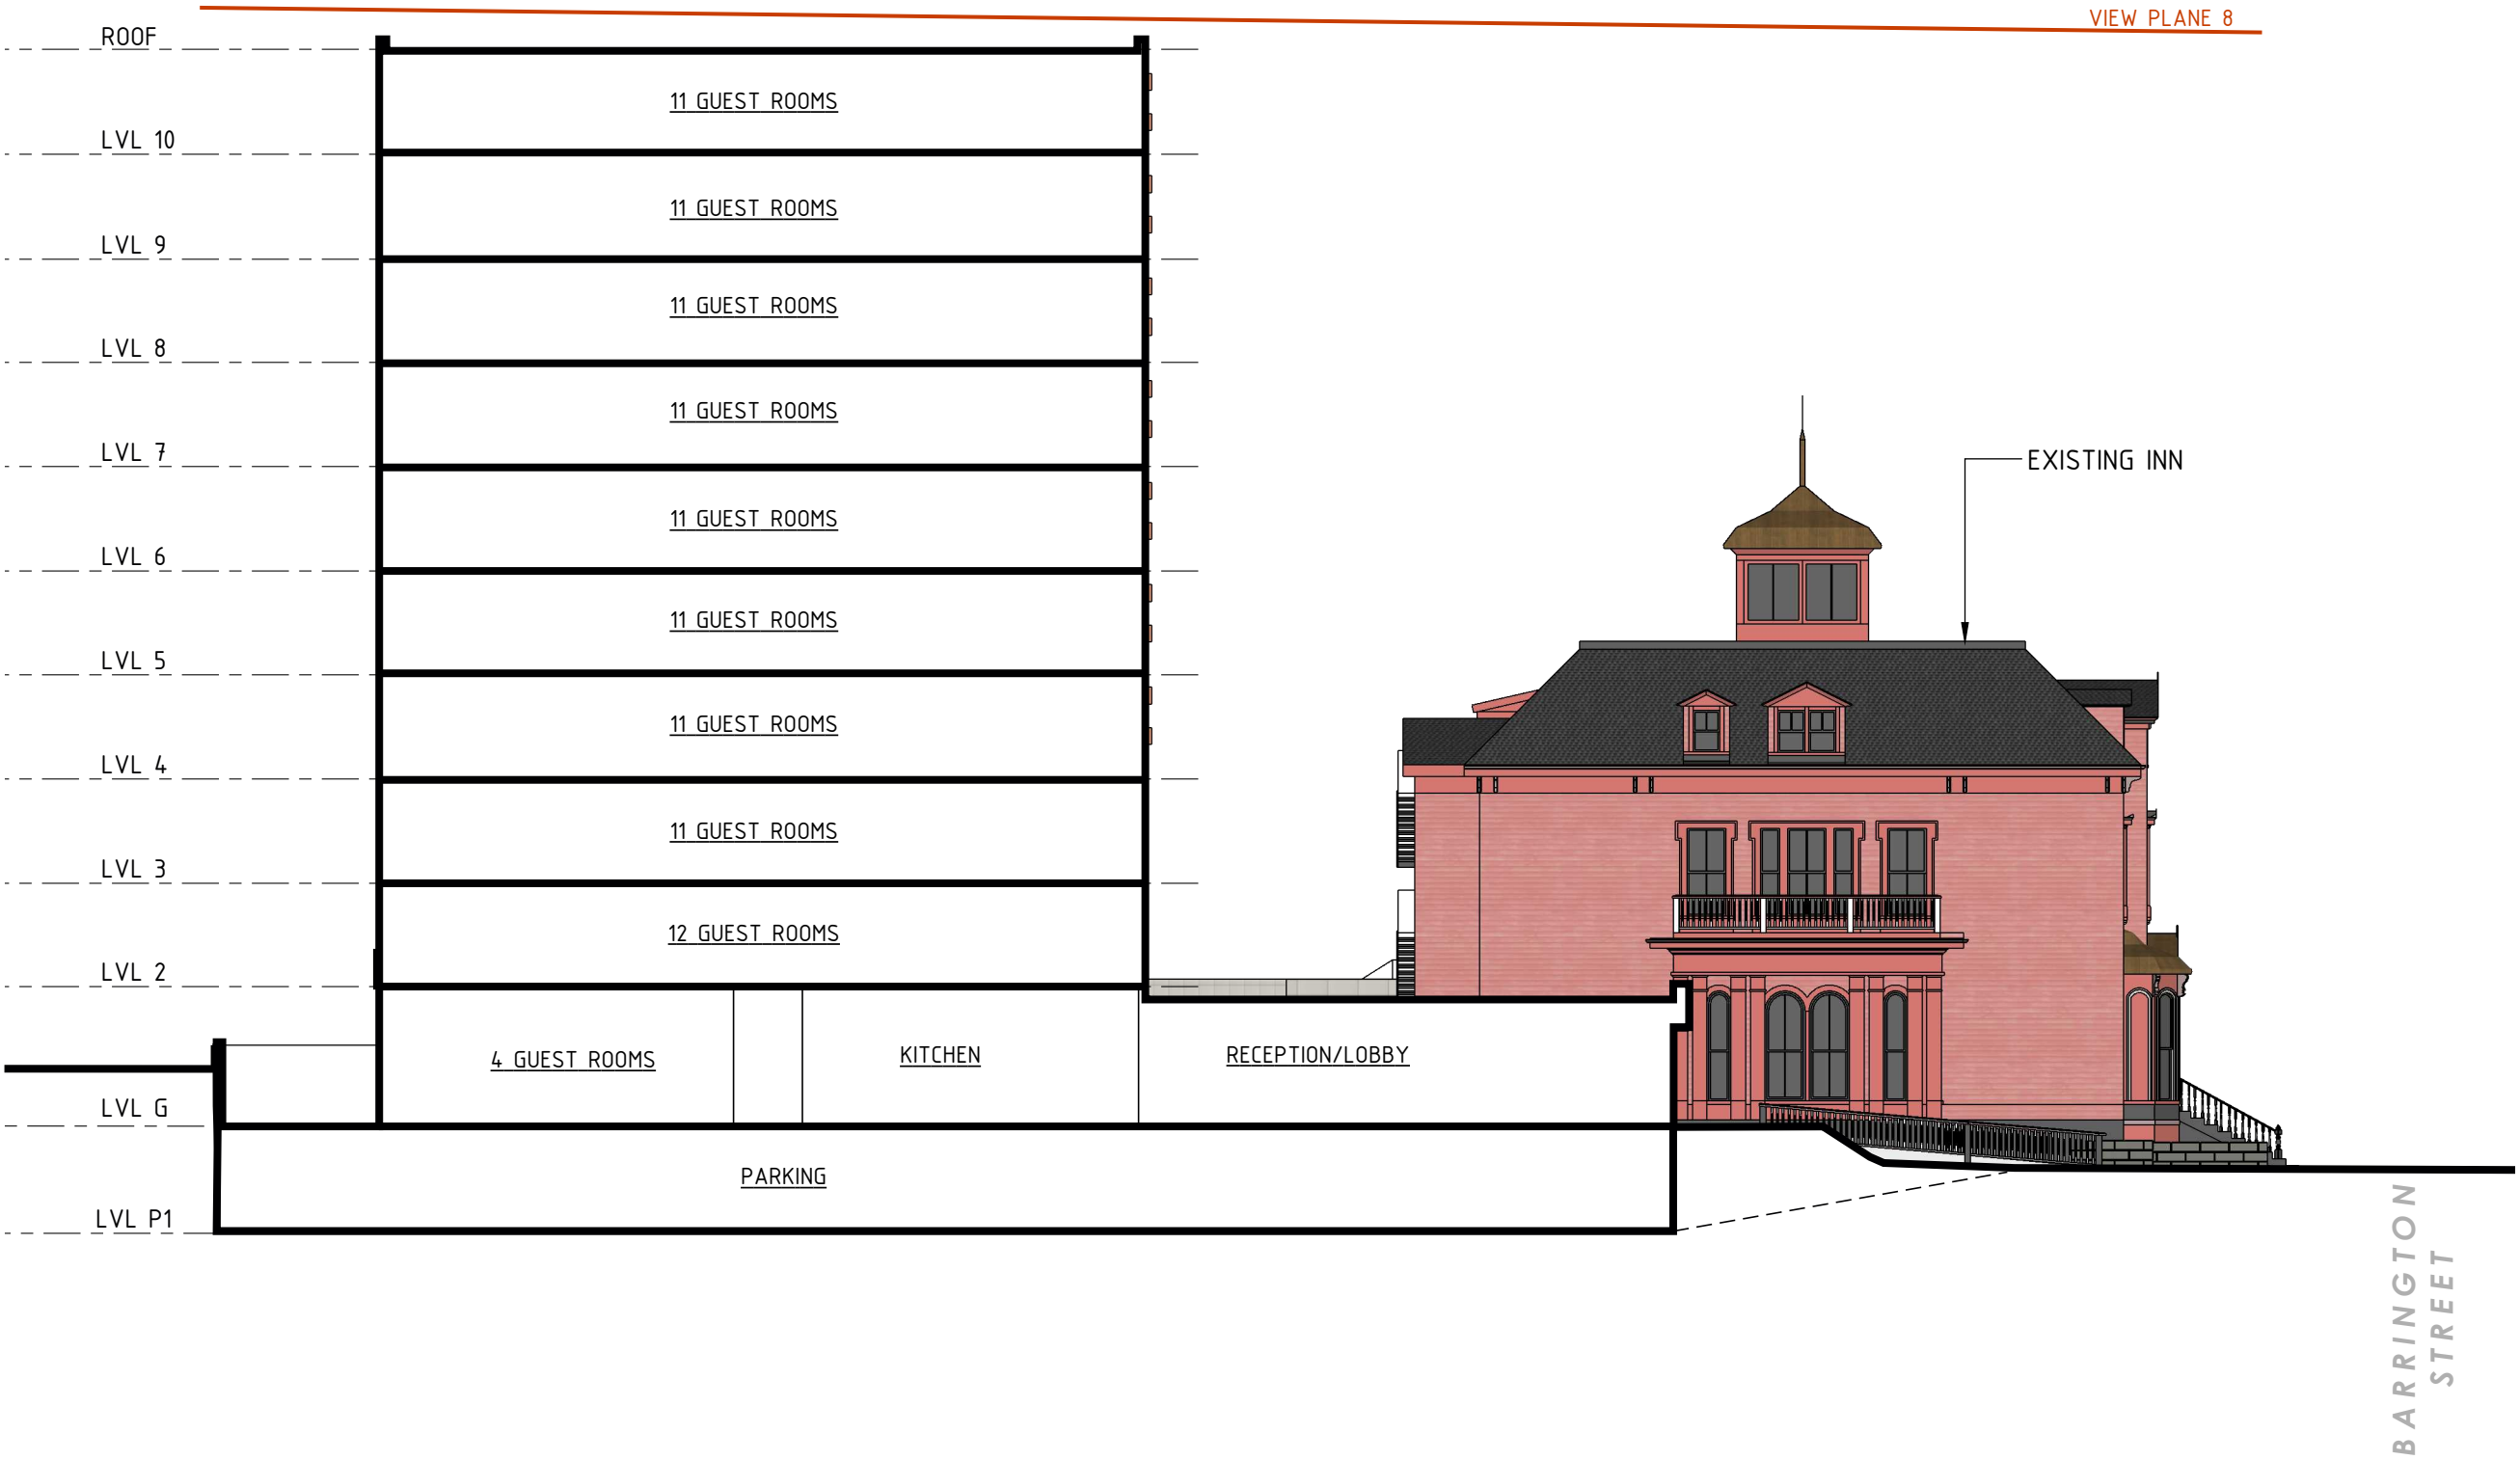 VIEW PLANE 8
ROOF
11 GUEST ROOMS
LVL 10
11 GUEST ROOMS
LVL 9
11 GUEST ROOMS
LVL 8
11 GUEST ROOMS
LVL 7
EXISTING INN
11 GUEST ROOMS
LVL 6
11 GUEST ROOMS
LVL 5
11 GUEST ROOMS
LVL 4
11 GUEST ROOMS
LVL 3
12 GUEST ROOMS
LVL 2
4 GUEST ROOMS
KITCHEN
RECEPTION/LOBBY
LVL G
PARKING
LVL P1
BARRINGTON
STREET